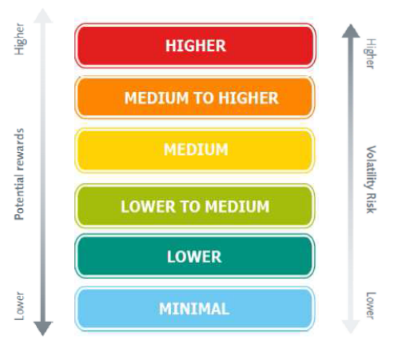 Higher
Potential rewards
Lower
HIGHER
MEDIUM TO HIGHER
MEDIUM
LOWER TO MEDIUM
LOWER
MINIMAL
Higher
Volatility Risk
Lower